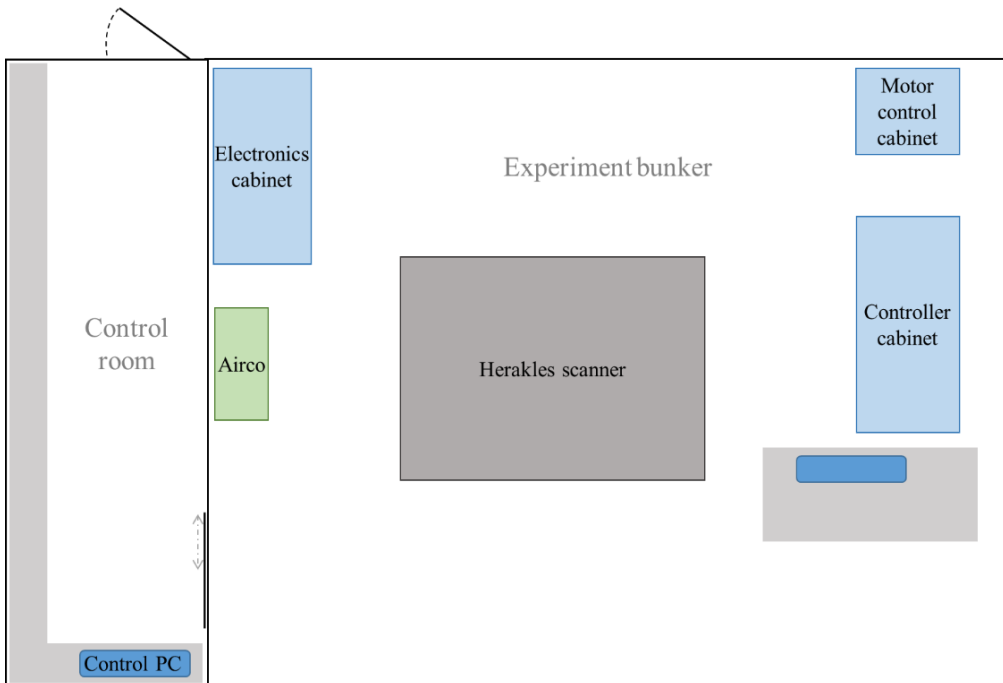 Motor
control
cabinet
Electronics
cabinet
Experiment bunker
Control
room
Airco
Herakles scanner
Controller
cabinet
Control PC